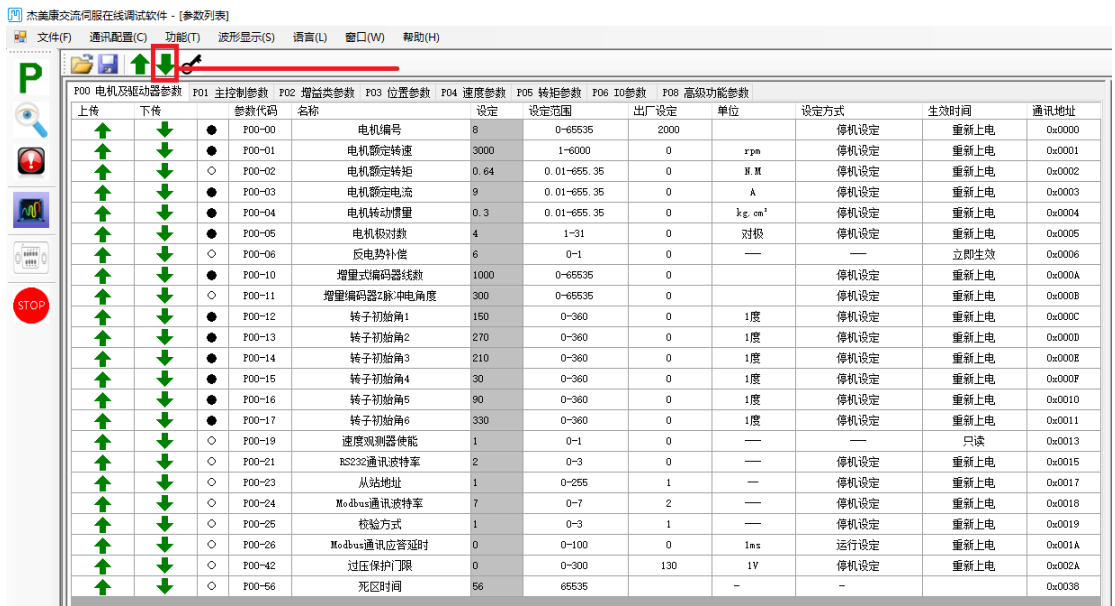 杰美康交流伺服在线调试软件 - [参数列表]
文件(F) 通讯配置(C) 功能(T) 波形显示(S) 语言(L) 窗口(W) 帮助(H)
P
P00 电机及驱动器参数 P01 主控制参数 P02 增益类参数 P03 位置参数 P04 速度参数 P05 转矩参数 P06 IO参数 P08 高级功能参数
上传 下传 参数代码 名称 设定 设定范围 出厂设定 单位 设定方式 生效时间 通讯地址
P00-00 电机编号 8 0-65535 2000 停机设定 重新上电 0x0000
P00-01 电机额定转速 3000 1-6000 0 rpm 停机设定 重新上电 0x0001
P00-02 电机额定转矩 0.64 0.01-655.35 0 N.M 停机设定 重新上电 0x0002
P00-03 电机额定电流 9 0.01-655.35 0 A 停机设定 重新上电 0x0003
P00-04 电机转动惯量 0.3 0.01-655.35 0 kg.cm² 停机设定 重新上电 0x0004
P00-05 电机极对数 4 1-31 0 对极 停机设定 重新上电 0x0005
P00-06 反电势补偿 6 0-1 0 —— —— 立即生效 0x0006
P00-10 增量式编码器线数 1000 0-65535 0 停机设定 重新上电 0x000A
P00-11 增量编码器Z脉冲电角度 300 0-65535 0 停机设定 重新上电 0x000B
P00-12 转子初始角1 150 0-360 0 1度 停机设定 重新上电 0x000C
P00-13 转子初始角2 270 0-360 0 1度 停机设定 重新上电 0x000D
P00-14 转子初始角3 210 0-360 0 1度 停机设定 重新上电 0x000E
P00-15 转子初始角4 30 0-360 0 1度 停机设定 重新上电 0x000F
P00-16 转子初始角5 90 0-360 0 1度 停机设定 重新上电 0x0010
P00-17 转子初始角6 330 0-360 0 1度 停机设定 重新上电 0x0011
P00-19 速度观测器使能 1 0-1 0 —— —— 只读 0x0013
P00-21 RS232通讯波特率 2 0-3 0 —— 停机设定 重新上电 0x0015
P00-23 从站地址 1 0-255 1 — 停机设定 重新上电 0x0017
P00-24 Modbus通讯波特率 7 0-7 2 —— 停机设定 重新上电 0x0018
P00-25 校验方式 1 0-3 1 —— 停机设定 重新上电 0x0019
P00-26 Modbus通讯应答延时 0 0-100 0 1ms 运行设定 重新上电 0x001A
P00-42 过压保护门限 0 0-300 130 1V 停机设定 重新上电 0x002A
P00-56 死区时间 56 65535 - - 0x0038
STOP